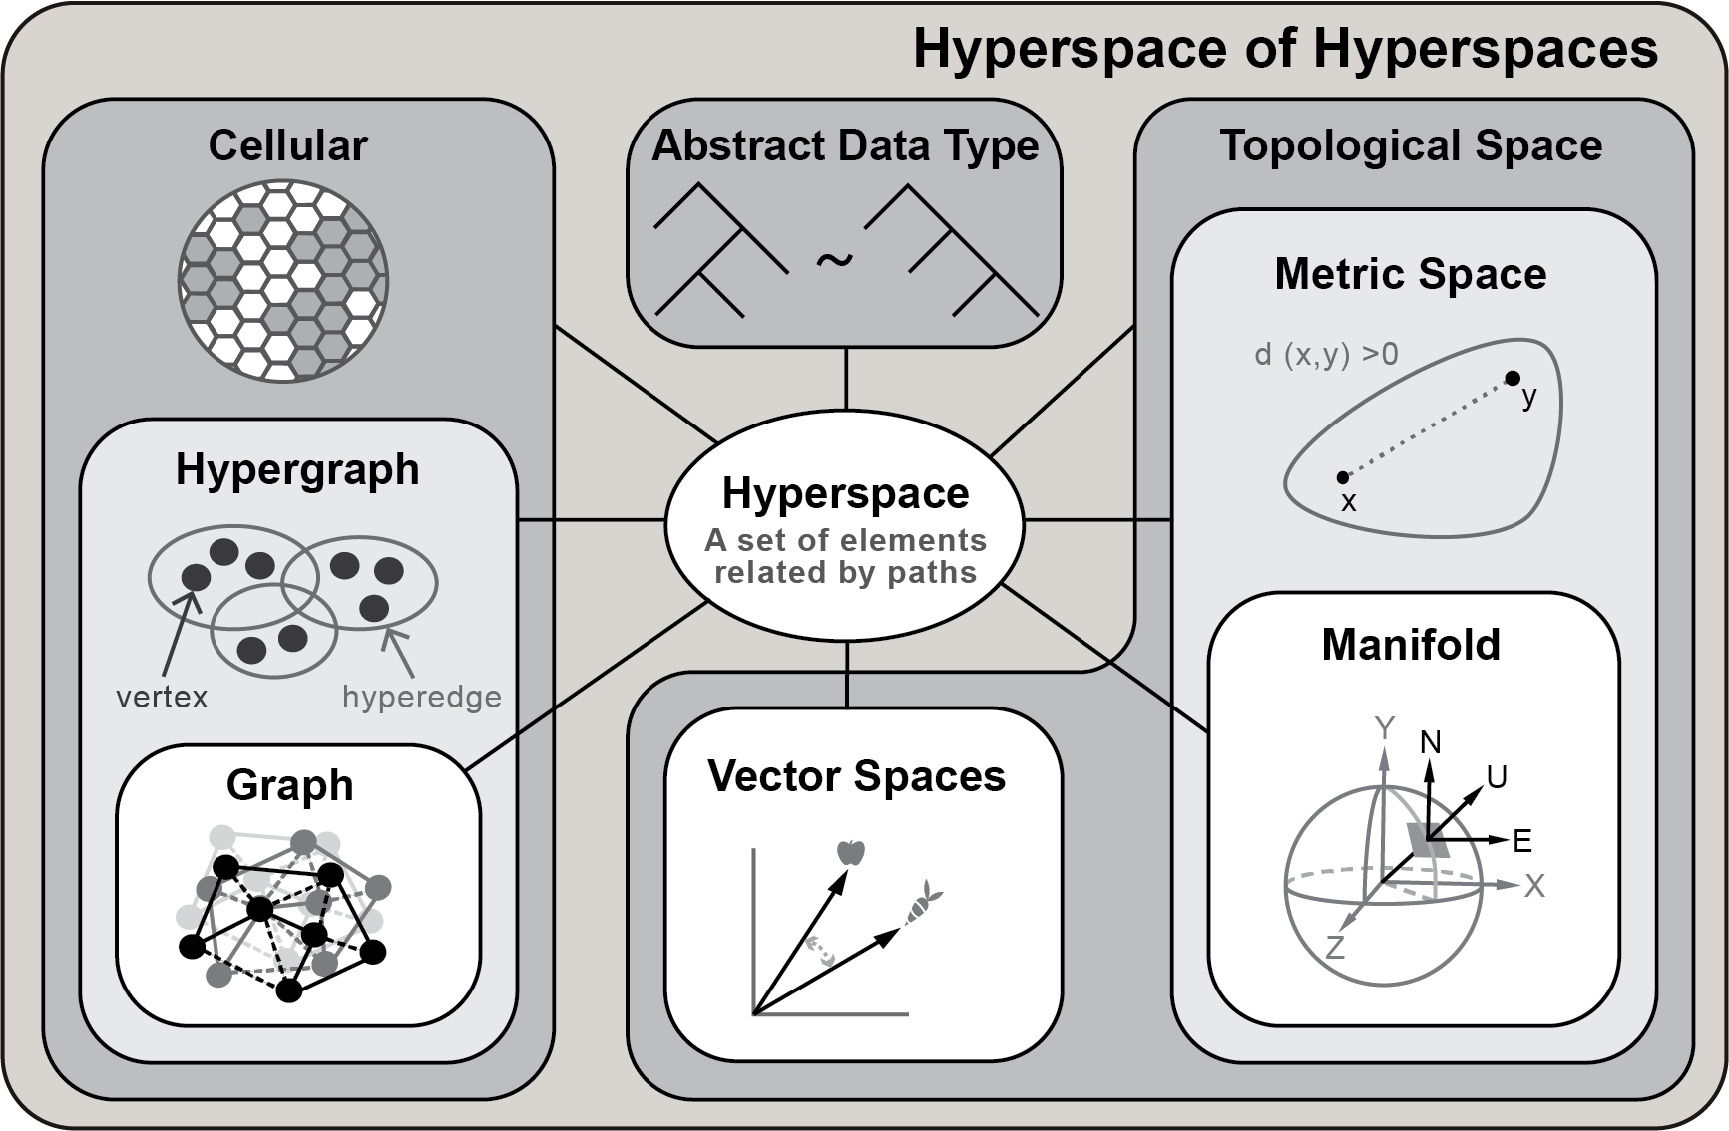 Hyperspace of Hyperspaces
Cellular
Abstract Data Type
~
Topological Space
Metric Space
d (x,y) >0
y
x
Hypergraph
vertex
hyperedge
Hyperspace
A set of elements
related by paths
Graph
Vector Spaces
Manifold
Y
N
U
E
X
Z